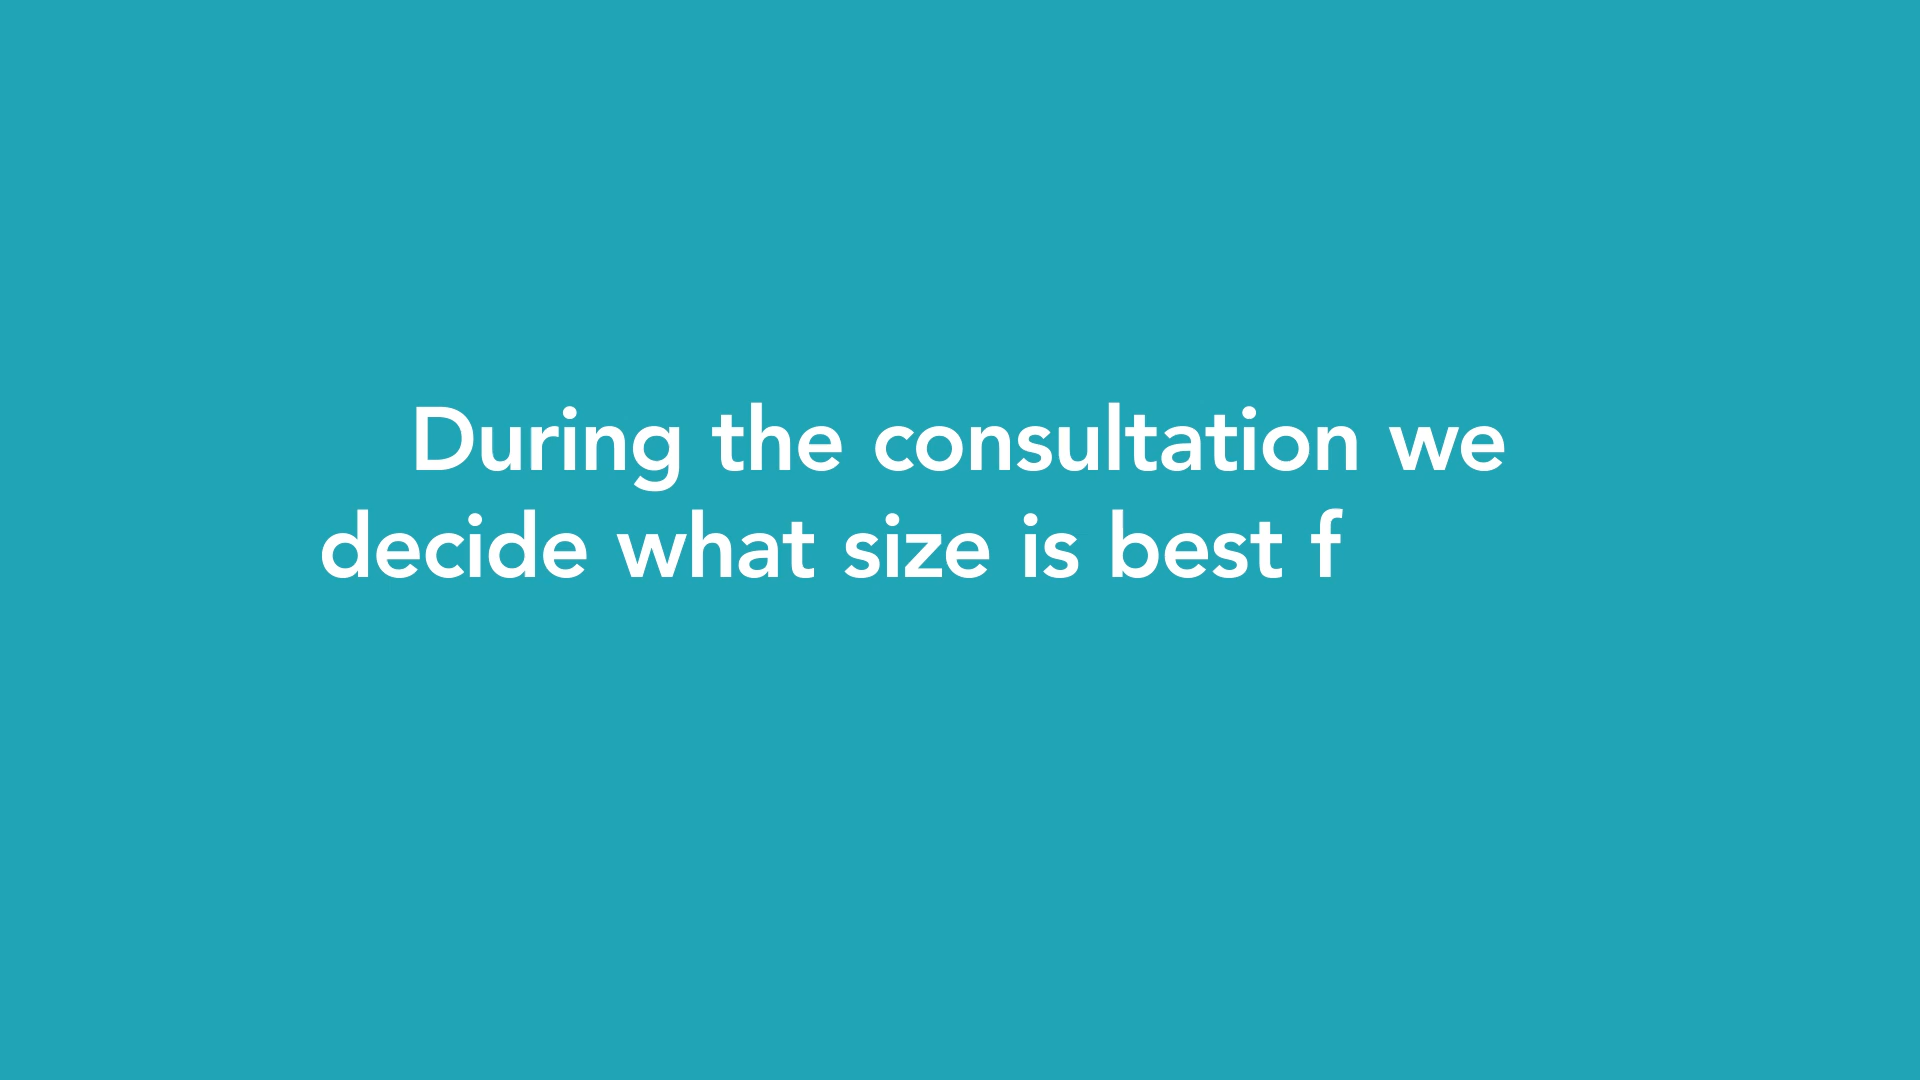 During the consultation we
decide what size is best f